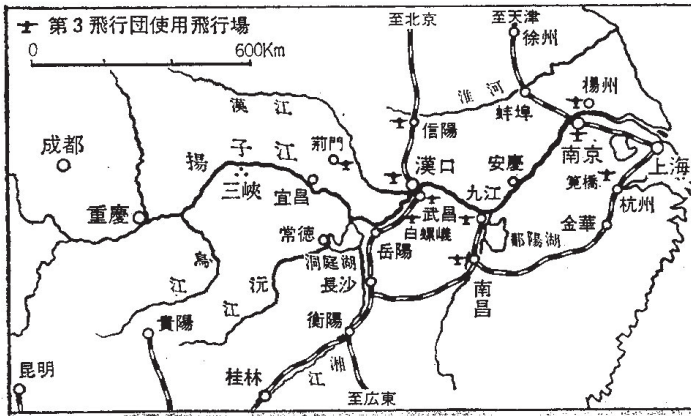 第3飛行団使用飛行場
0 600Km
至北京
至天津
徐州
漢江
淮河
蚌埠
揚州
信陽
荊門
成都
揚子江
三峡
宜昌
漢口
安慶
南京
上海
重慶
武昌
九江
筧橋
杭州
白螺磯
金華
常徳
岳陽
鄱陽湖
洞庭湖
烏江
沅江
長沙
南昌
貴陽
衡陽
湘江
昆明
桂林
至広東